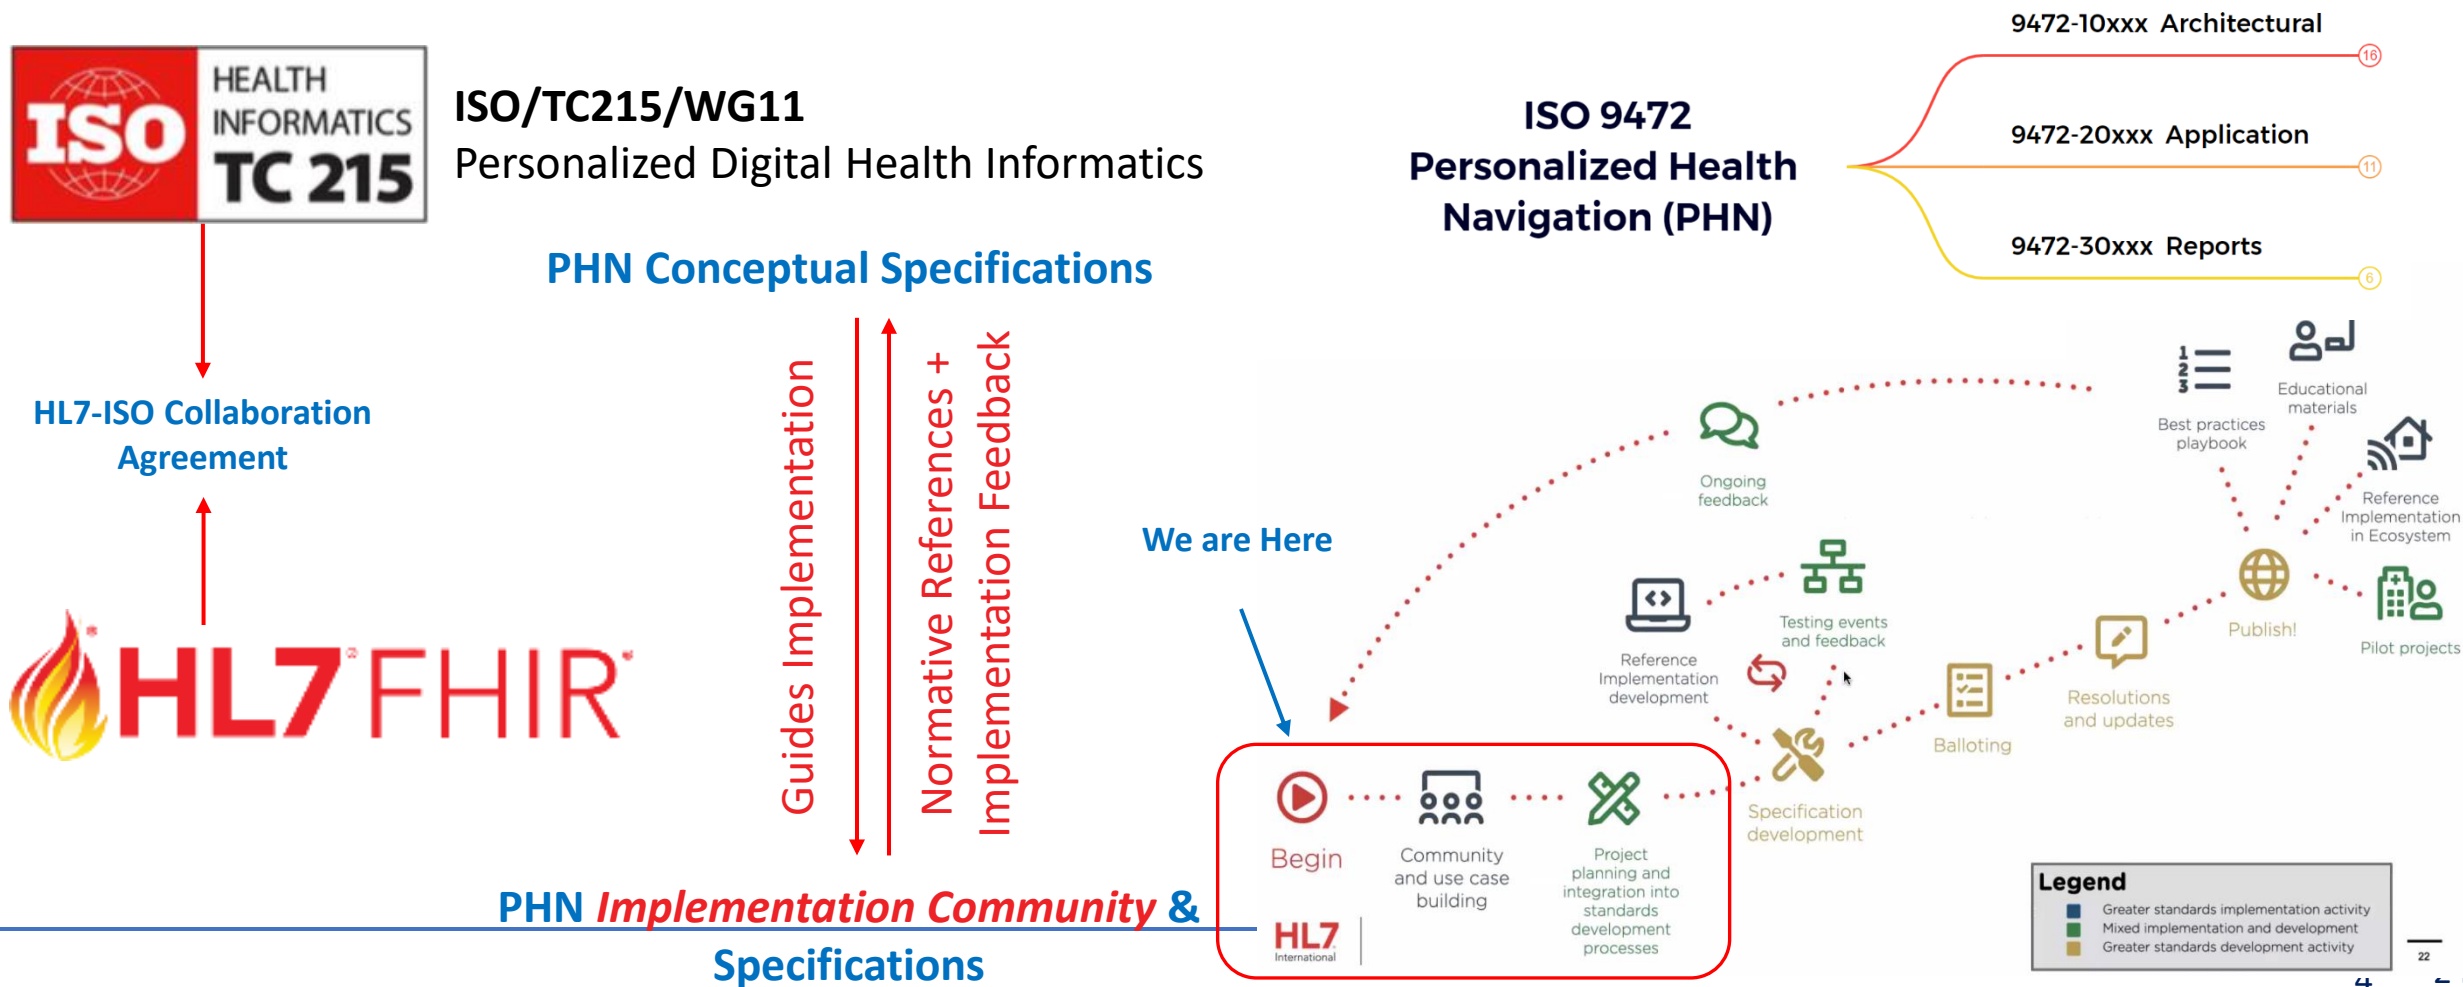 ISO
HEALTH
INFORMATICS
TC 215
ISO/TC215/WG11
Personalized Digital Health Informatics
ISO 9472
Personalized Health
Navigation (PHN)
9472-10xxx Architectural
16
9472-20xxx Application
11
9472-30xxx Reports
6
PHN Conceptual Specifications
HL7-ISO Collaboration
Agreement
HL7® FHIR®
Guides Implementation
Normative References +
Implementation Feedback
PHN Implementation Community &
Specifications
We are Here
Begin
HL7
International
Community
and use case
building
Project
planning and
integration into
standards
development
processes
Specification
development
Reference
Implementation
development
Testing events
and feedback
Balloting
Resolutions
and updates
Publish!
1
2
3
Best practices
playbook
Educational
materials
Reference
Implementation
in Ecosystem
Pilot projects
Ongoing
feedback
Legend
Greater standards implementation activity
Mixed implementation and development
Greater standards development activity
22